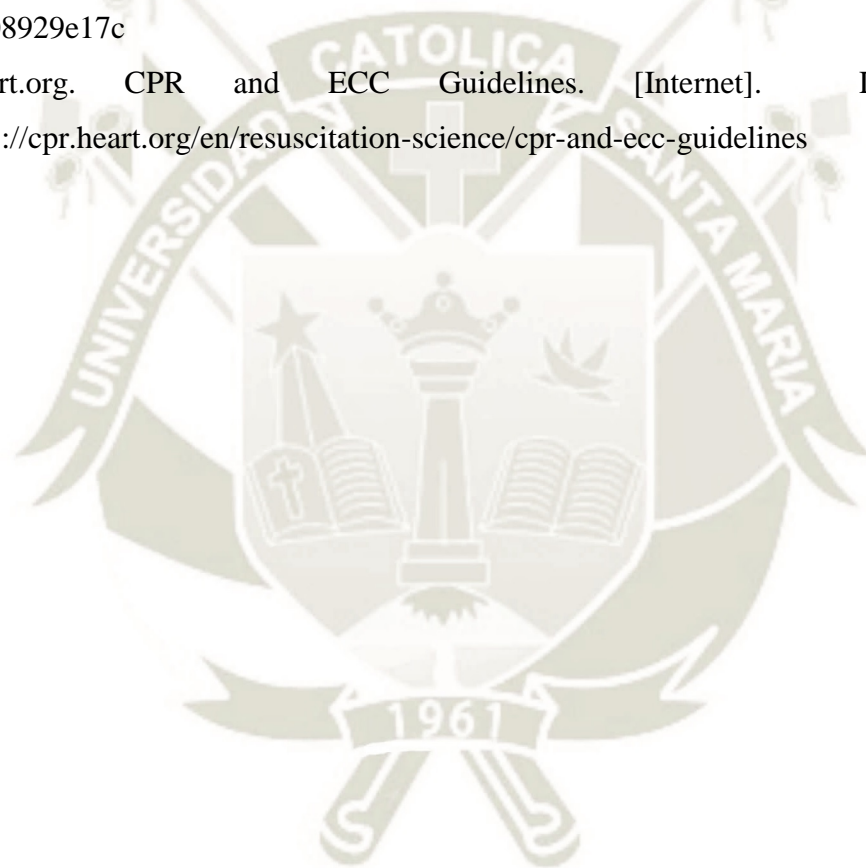 8929e17c
rt.org. CPR and ECC Guidelines. [Internet].
://cpr.heart.org/en/resuscitation-science/cpr-and-ecc-guidelines
UNIVERSIDAD CATOLICA SANTA MARIA
1961